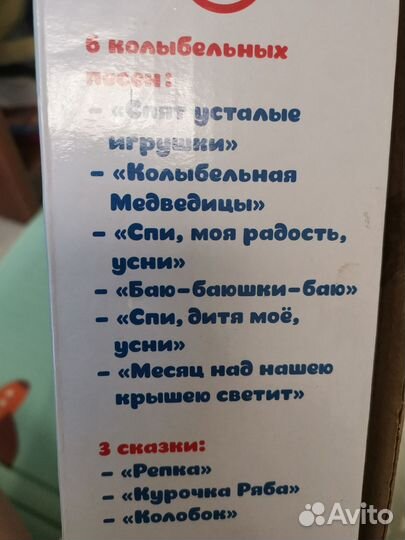 6 колыбельных
песен:
- «Спят усталые
игрушки»
- «Колыбельная
Медведицы»
- «Спи, моя радость,
усни»
- «Баю-баюшки-баю»
- «Спи, дитя моё,
усни»
- «Месяц над нашею
крышею светит»
3 сказки:
- «Репка»
- «Курочка Ряба»
- «Колобок»
Avito